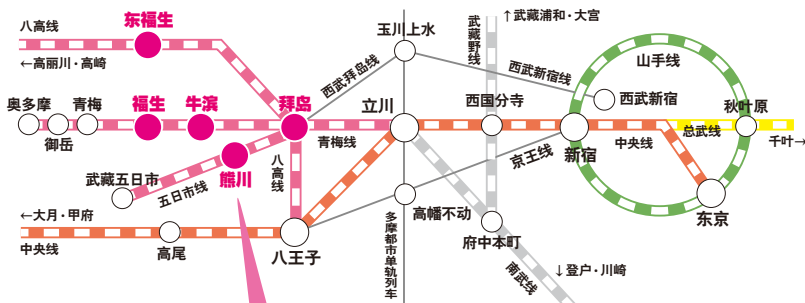 八高线
东福生
←高丽川·高崎
奥多摩
青梅
御岳
福生
牛滨
拜岛
青梅线
武藏五日市
五日市线
熊川
八高线
←大月·甲府
中央线
高尾
八王子
玉川上水
西武拜岛线
立川
高幡不动
多摩都市单轨列车
↑武藏浦和·大宫
武藏野线
西武新宿线
西武新宿
西国分寺
京王线
新宿
府中本町
南武线
↓登户·川崎
山手线
中央线
总武线
秋叶原
千叶→
东京